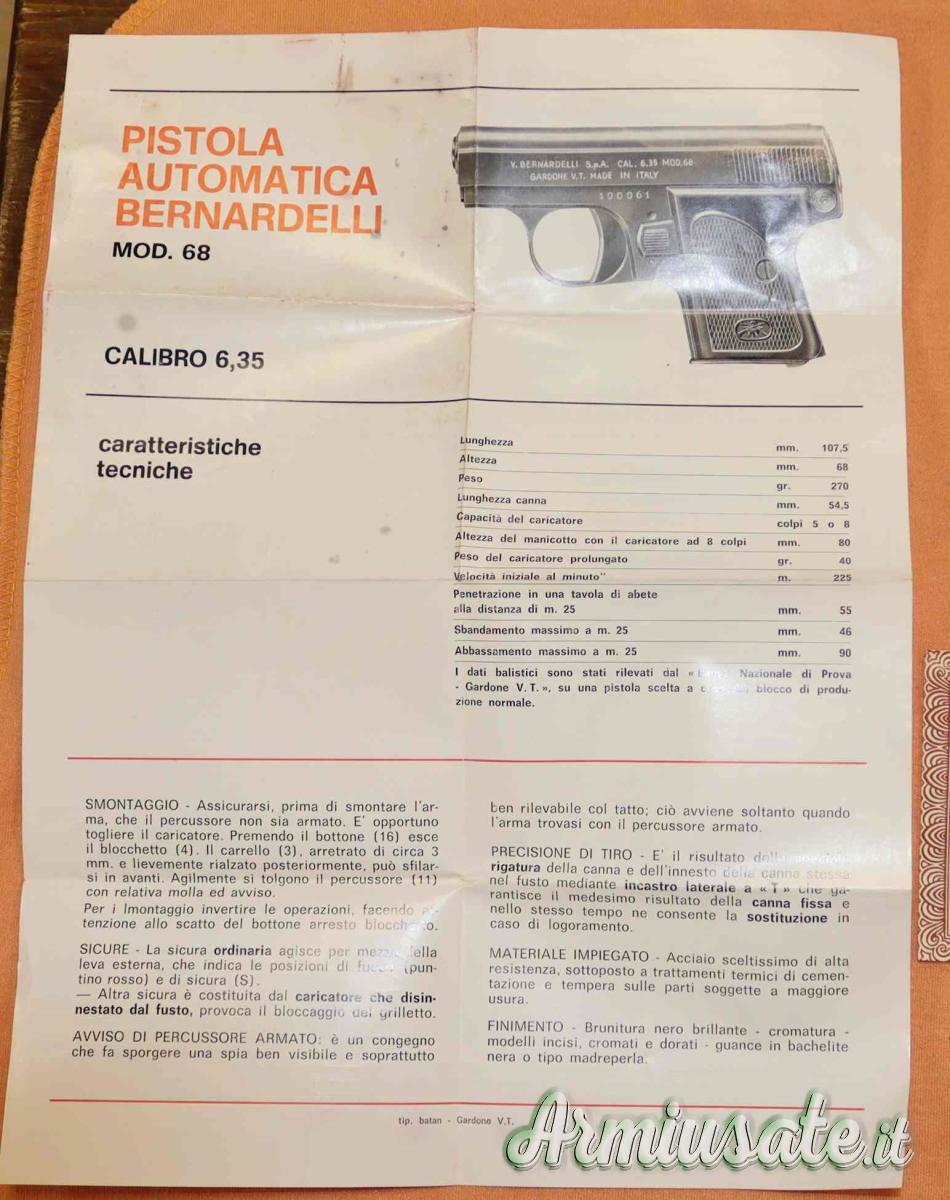 PISTOLA
AUTOMATICA
BERNARDELLI
MOD. 68
CALIBRO 6,35
V. BERNARDELLI S.p.A. CAL. 6,35 MOD.68
GARDONE V.T. MADE IN ITALY
100061
caratteristiche
tecniche
Lunghezza mm. 107,5
Altezza mm. 68
Peso gr. 270
Lunghezza canna mm. 54,5
Capacità del caricatore colpi 5 o 8
Altezza del manicotto con il caricatore ad 8 colpi mm. 80
Peso del caricatore prolungato gr. 40
Velocità iniziale al minuto" m. 225
Penetrazione in una tavola di abete
alla distanza di m. 25 mm. 55
Sbandamento massimo a m. 25 mm. 46
Abbassamento massimo a m. 25 mm. 90
I dati balistici sono stati rilevati dal « Nazionale di Prova
- Gardone V. T. », su una pistola scelta a blocco di produ-
zione normale.
SMONTAGGIO - Assicurarsi, prima di smontare l'ar-
ma, che il percussore non sia armato. E' opportuno
togliere il caricatore. Premendo il bottone (16) esce
il blocchetto (4). Il carrello (3), arretrato di circa 3
mm. e lievemente rialzato posteriormente, può sfilar-
si in avanti. Agilmente si tolgono il percussore (11)
con relativa molla ed avviso.
Per i lmontaggio invertire le operazioni, facendo at-
tenzione allo scatto del bottone arresto blocchetto.
SICURE - La sicura ordinaria agisce per mezzo della
leva esterna, che indica le posizioni di fuoco (pun-
tino rosso) e di sicura (S).
— Altra sicura è costituita dal caricatore che disin-
nestato dal fusto, provoca il bloccaggio del grilletto.
AVVISO DI PERCUSSORE ARMATO: è un congegno
che fa sporgere una spia ben visibile e soprattutto
ben rilevabile col tatto; ciò avviene soltanto quando
l'arma trovasi con il percussore armato.
PRECISIONE DI TIRO - E' il risultato della speciale
rigatura della canna e dell'innesto della canna stessa
nel fusto mediante incastro laterale a « T » che ga-
rantisce il medesimo risultato della canna fissa e
nello stesso tempo ne consente la sostituzione in
caso di logoramento.
MATERIALE IMPIEGATO - Acciaio sceltissimo di alta
resistenza, sottoposto a trattamenti termici di cemen-
tazione e tempera sulle parti soggette a maggiore
usura.
FINIMENTO - Brunitura nero brillante - cromatura -
modelli incisi, cromati e dorati - guance in bachelite
nera o tipo madreperla.
tip. batan - Gardone V.T.
Armiusate.it